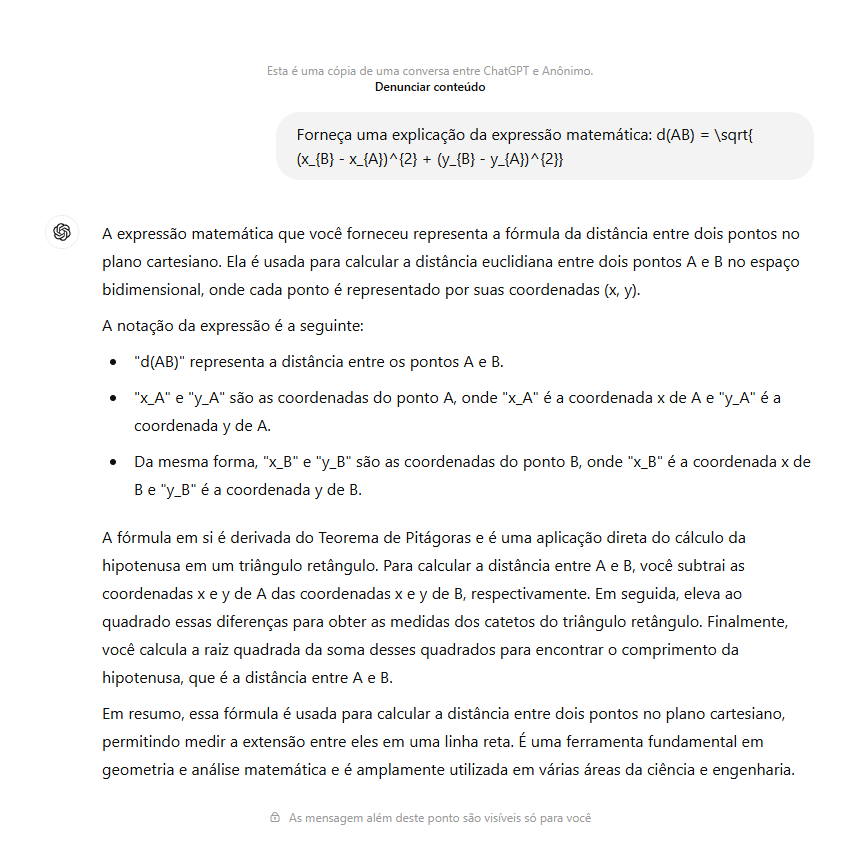 Esta é uma cópia de uma conversa entre ChatGPT e Anônimo.
Denunciar conteúdo
Forneça uma explicação da expressão matemática: d(AB) = \sqrt{
(x_{B} - x_{A})^{2} + (y_{B} - y_{A})^{2}}
A expressão matemática que você forneceu representa a fórmula da distância entre dois pontos no
plano cartesiano. Ela é usada para calcular a distância euclidiana entre dois pontos A e B no espaço
bidimensional, onde cada ponto é representado por suas coordenadas (x, y).
A notação da expressão é a seguinte:
• "d(AB)" representa a distância entre os pontos A e B.
• "x_A" e "y_A" são as coordenadas do ponto A, onde "x_A" é a coordenada x de A e "y_A" é a
coordenada y de A.
• Da mesma forma, "x_B" e "y_B" são as coordenadas do ponto B, onde "x_B" é a coordenada x de
B e "y_B" é a coordenada y de B.
A fórmula em si é derivada do Teorema de Pitágoras e é uma aplicação direta do cálculo da
hipotenusa em um triângulo retângulo. Para calcular a distância entre A e B, você subtrai as
coordenadas x e y de A das coordenadas x e y de B, respectivamente. Em seguida, eleva ao
quadrado essas diferenças para obter as medidas dos catetos do triângulo retângulo. Finalmente,
você calcula a raiz quadrada da soma desses quadrados para encontrar o comprimento da
hipotenusa, que é a distância entre A e B.
Em resumo, essa fórmula é usada para calcular a distância entre dois pontos no plano cartesiano,
permitindo medir a extensão entre eles em uma linha reta. É uma ferramenta fundamental em
geometria e análise matemática e é amplamente utilizada em várias áreas da ciência e engenharia.
As mensagem além deste ponto são visíveis só para você